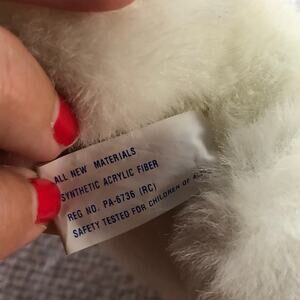 ALL NEW MATERIALS
SYNTHETIC ACRYLIC FIBER
REG NO. PA-6736 (RC)
SAFETY TESTED FOR CHILDREN OF